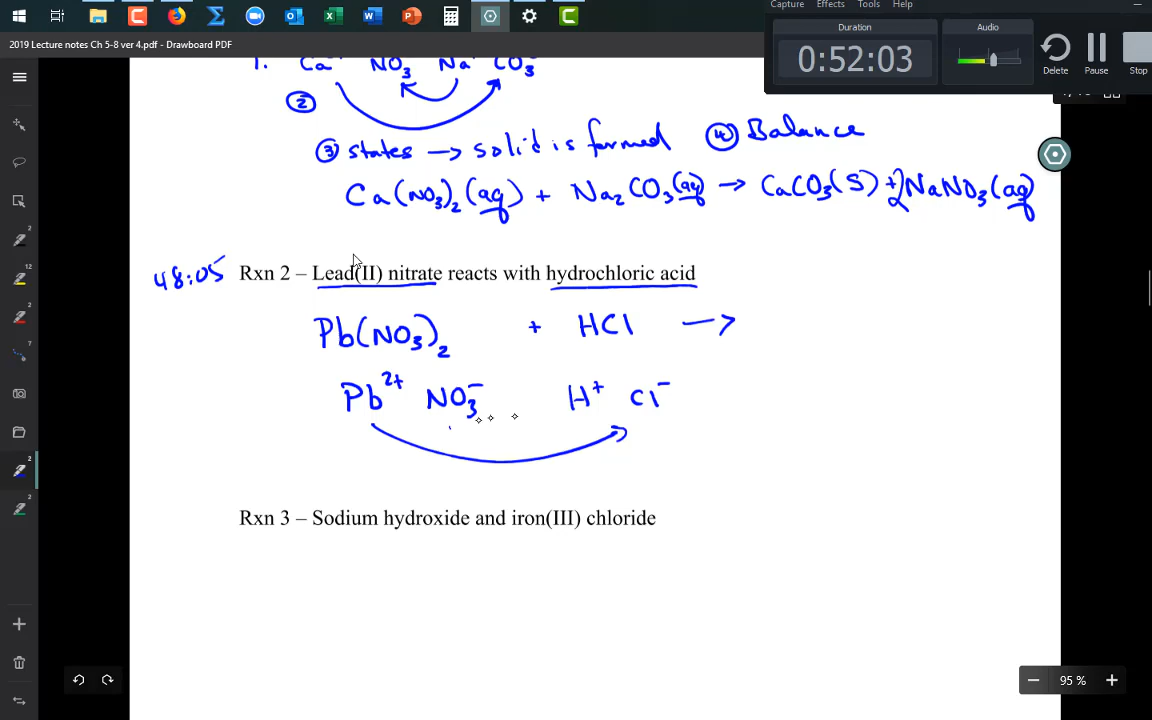 Capture Effects Tools Help
2019 Lecture notes Ch 5-8 ver 4.pdf - Drawboard PDF
Duration
Audio
0:52:03
Delete
Pause
Stop
1. Ca NO₃ Na CO₃
②
③ states → solid is formed ④ Balance
Ca(NO₃)₂(aq) + Na₂CO₃(aq) → CaCO₃(S) + 2NaNO₃(aq)
48:05 Rxn 2 – Lead(II) nitrate reacts with hydrochloric acid
Pb(NO₃)₂ + HCl →
Pb²⁺ NO₃⁻ H⁺ Cl⁻
Rxn 3 – Sodium hydroxide and iron(III) chloride
95 %